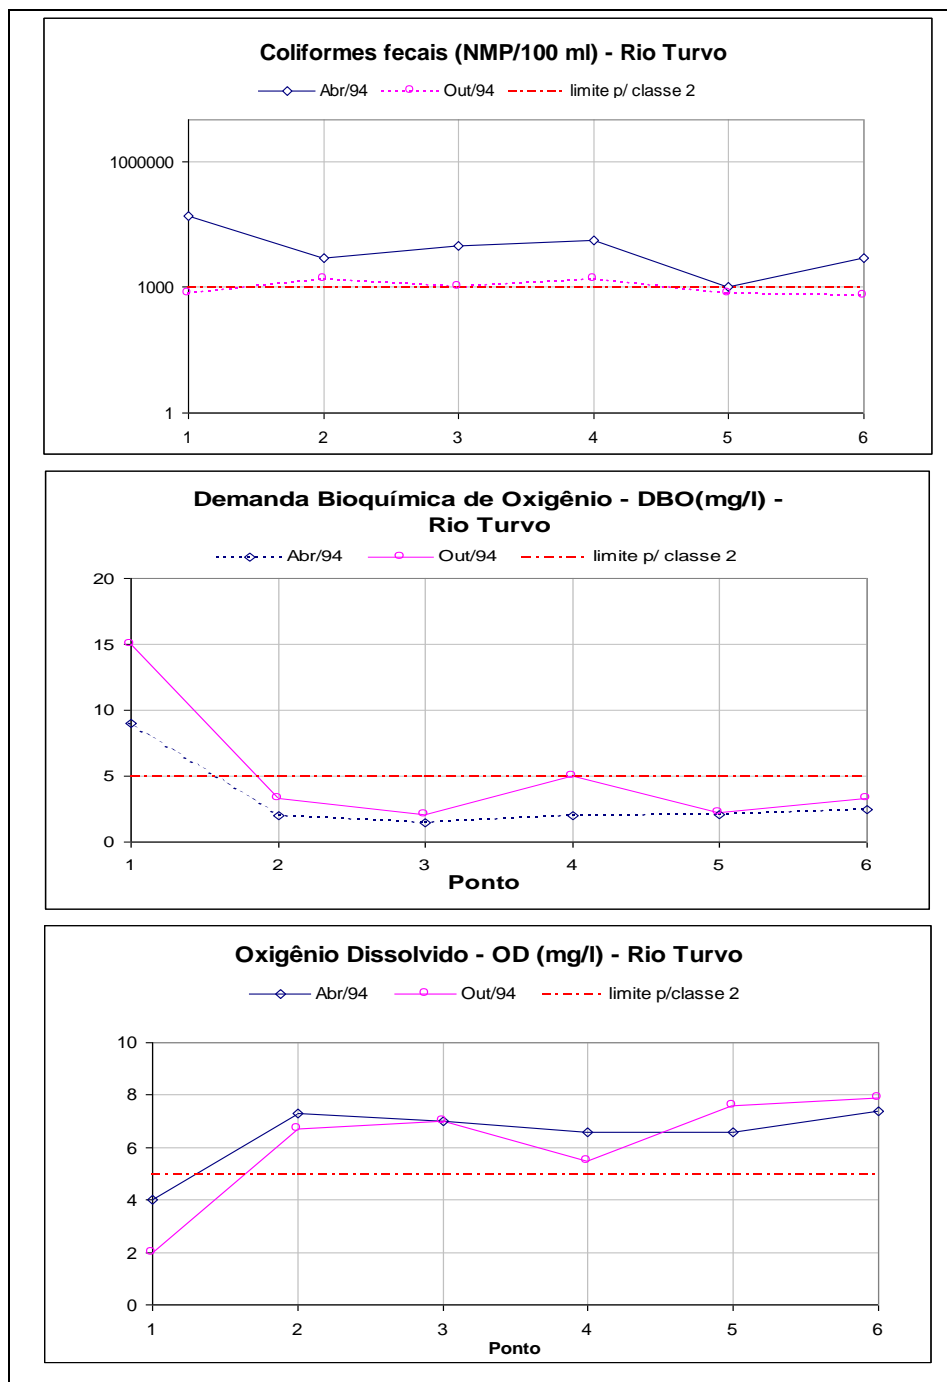 Coliformes fecais (NMP/100 ml) - Rio Turvo
Abr/94 Out/94 limite p/ classe 2
1000000
1000
1
1 2 3 4 5 6
Demanda Bioquímica de Oxigênio - DBO(mg/l) -
Rio Turvo
Abr/94 Out/94 limite p/ classe 2
20
15
10
5
0
1 2 3 4 5 6
Ponto
Oxigênio Dissolvido - OD (mg/l) - Rio Turvo
Abr/94 Out/94 limite p/classe 2
10
8
6
4
2
0
1 2 3 4 5 6
Ponto